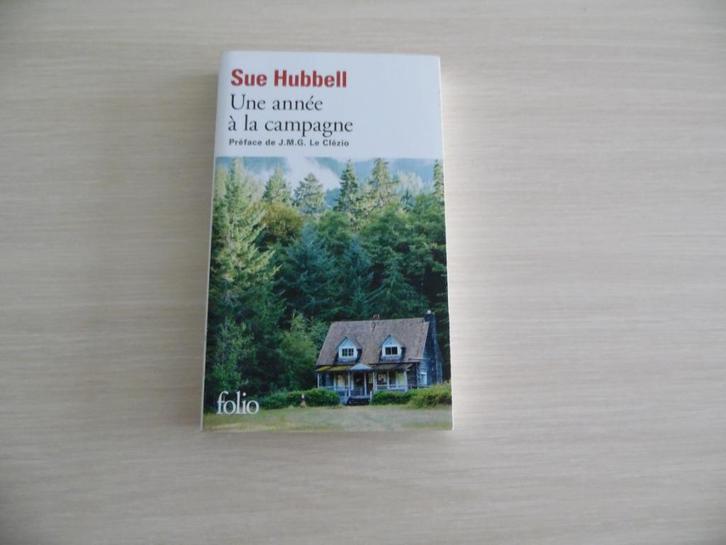 Sue Hubbell
Une année
à la campagne
Préface de J.M.G. Le Clézio
folio